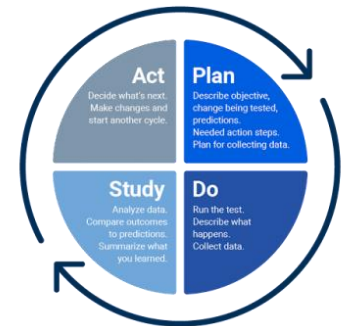 Act
Decide what's next.
Make changes and
start another cycle.
Plan
Describe objective,
change being tested,
predictions.
Needed action steps.
Plan for collecting data.
Study
Analyze data.
Compare outcomes
to predictions.
Summarize what
you learned.
Do
Run the test.
Describe what
happens.
Collect data.